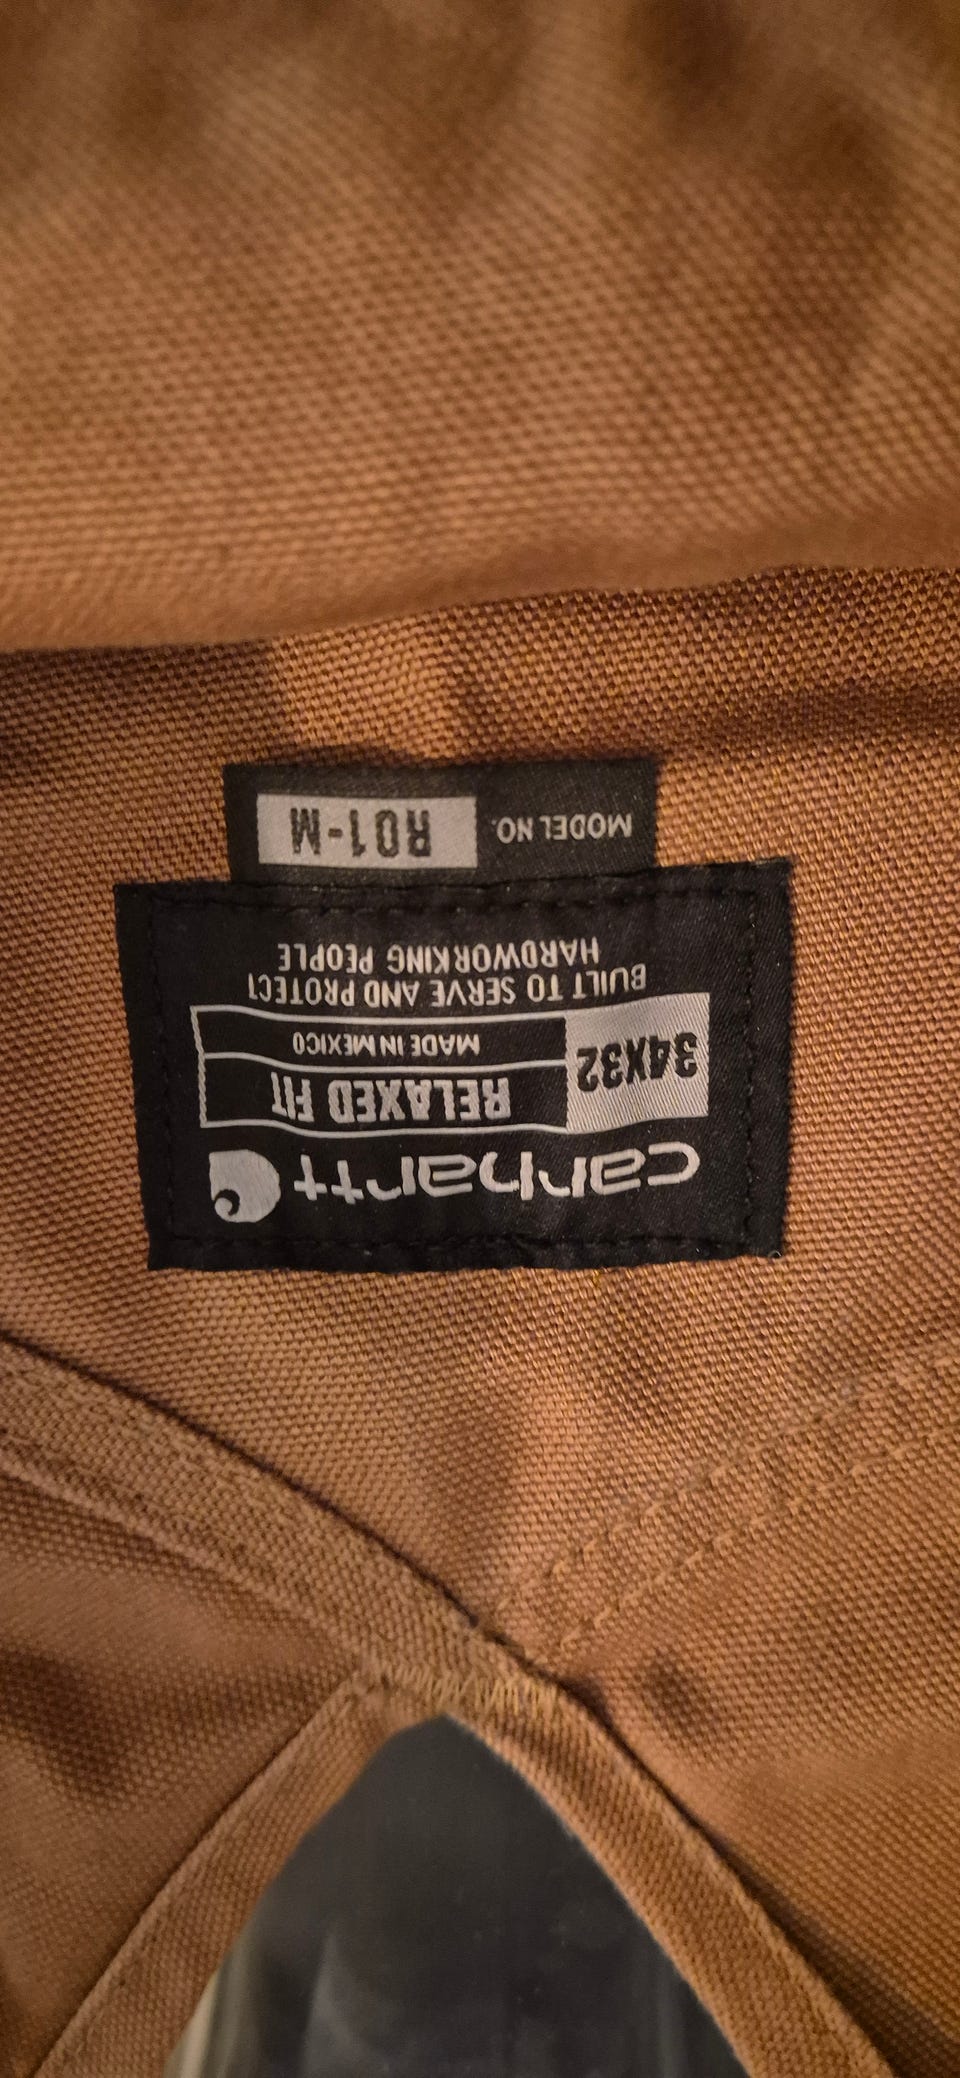 carhartt
34X32
RELAXED FIT
MADE IN MEXICO
BUILT TO SERVE AND PROTECT
HARDWORKING PEOPLE
MODEL NO. R01-M